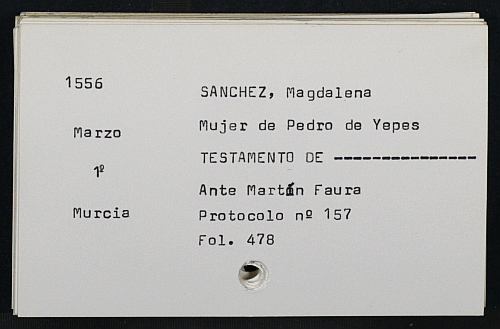 1556
SANCHEZ, Magdalena
Marzo
Mujer de Pedro de Yepes
TESTAMENTO DE ------------------
1º
Ante Martín Faura
Murcia
Protocolo nº 157
Fol. 478